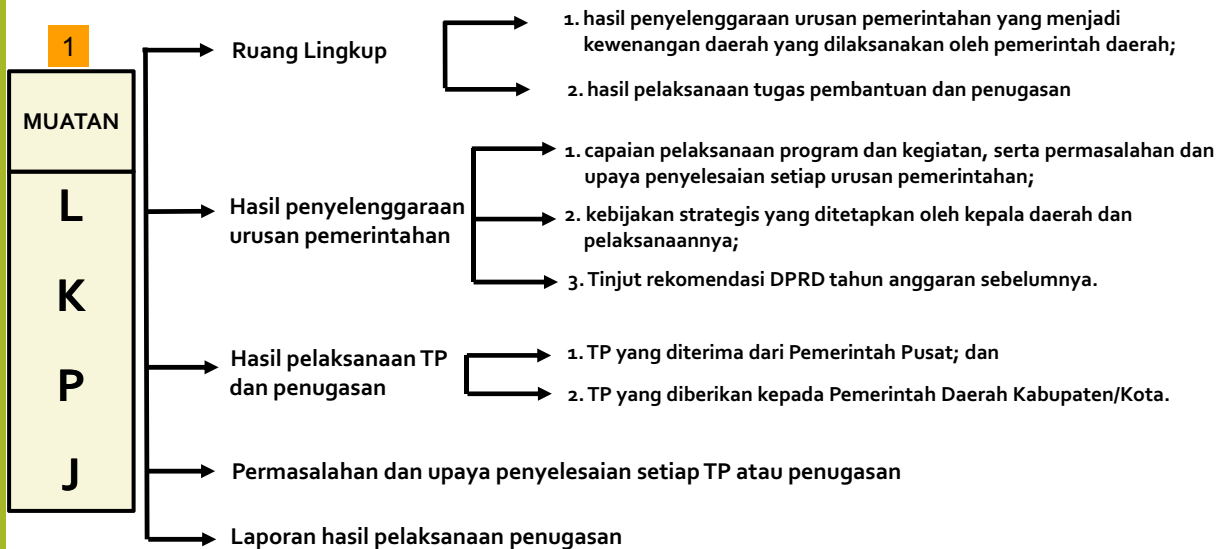 1
MUATAN
L
K
P
J
Ruang Lingkup
1. hasil penyelenggaraan urusan pemerintahan yang menjadi
kewenangan daerah yang dilaksanakan oleh pemerintah daerah;
2. hasil pelaksanaan tugas pembantuan dan penugasan
Hasil penyelenggaraan
urusan pemerintahan
1. capaian pelaksanaan program dan kegiatan, serta permasalahan dan
upaya penyelesaian setiap urusan pemerintahan;
2. kebijakan strategis yang ditetapkan oleh kepala daerah dan
pelaksanaannya;
3. Tinjut rekomendasi DPRD tahun anggaran sebelumnya.
Hasil pelaksanaan TP
dan penugasan
1. TP yang diterima dari Pemerintah Pusat; dan
2. TP yang diberikan kepada Pemerintah Daerah Kabupaten/Kota.
Permasalahan dan upaya penyelesaian setiap TP atau penugasan
Laporan hasil pelaksanaan penugasan